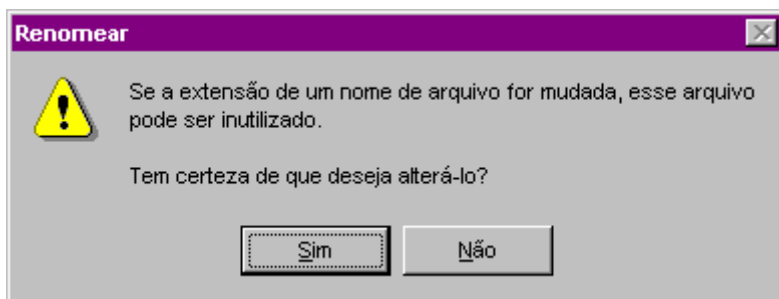 Renomear
Se a extensão de um nome de arquivo for mudada, esse arquivo
pode ser inutilizado.
Tem certeza de que deseja alterá-lo?
Sim Não